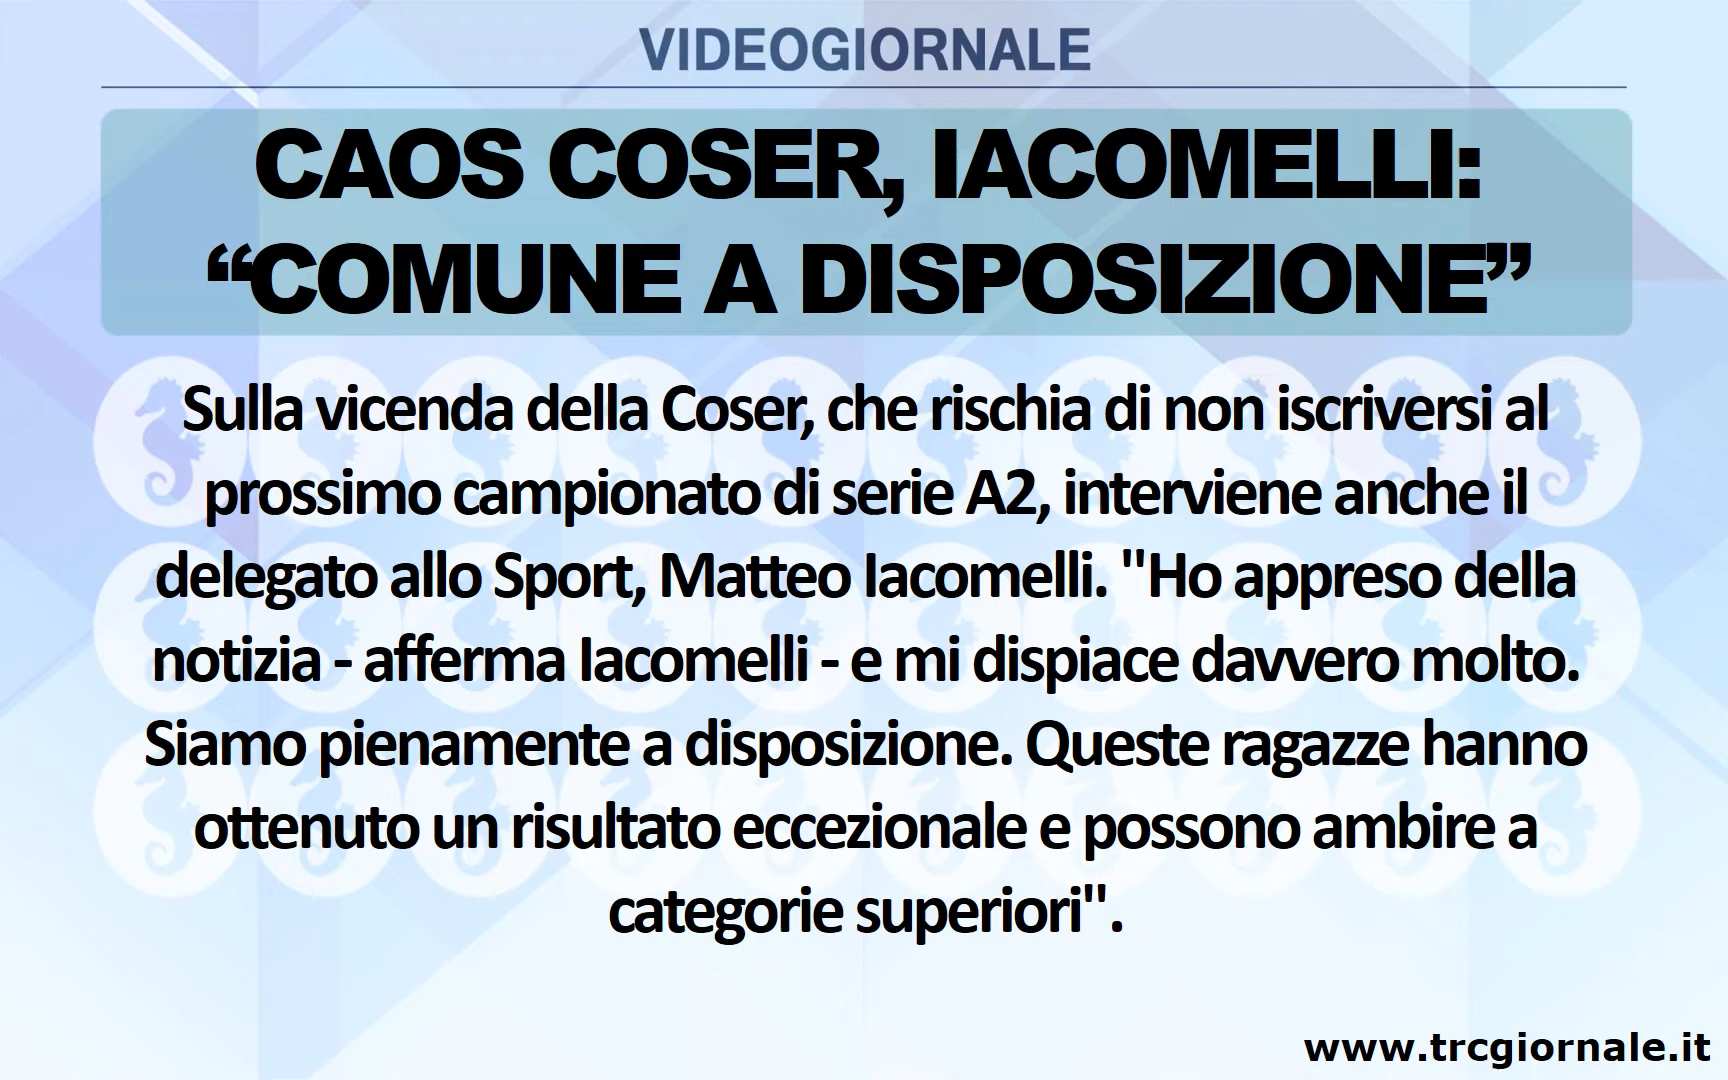 VIDEOGIORNALE
CAOS COSER, IACOMELLI:
“COMUNE A DISPOSIZIONE”
Sulla vicenda della Coser, che rischia di non iscriversi al
prossimo campionato di serie A2, interviene anche il
delegato allo Sport, Matteo Iacomelli. "Ho appreso della
notizia - afferma Iacomelli - e mi dispiace davvero molto.
Siamo pienamente a disposizione. Queste ragazze hanno
ottenuto un risultato eccezionale e possono ambire a
categorie superiori".
www.trcgiornale.it